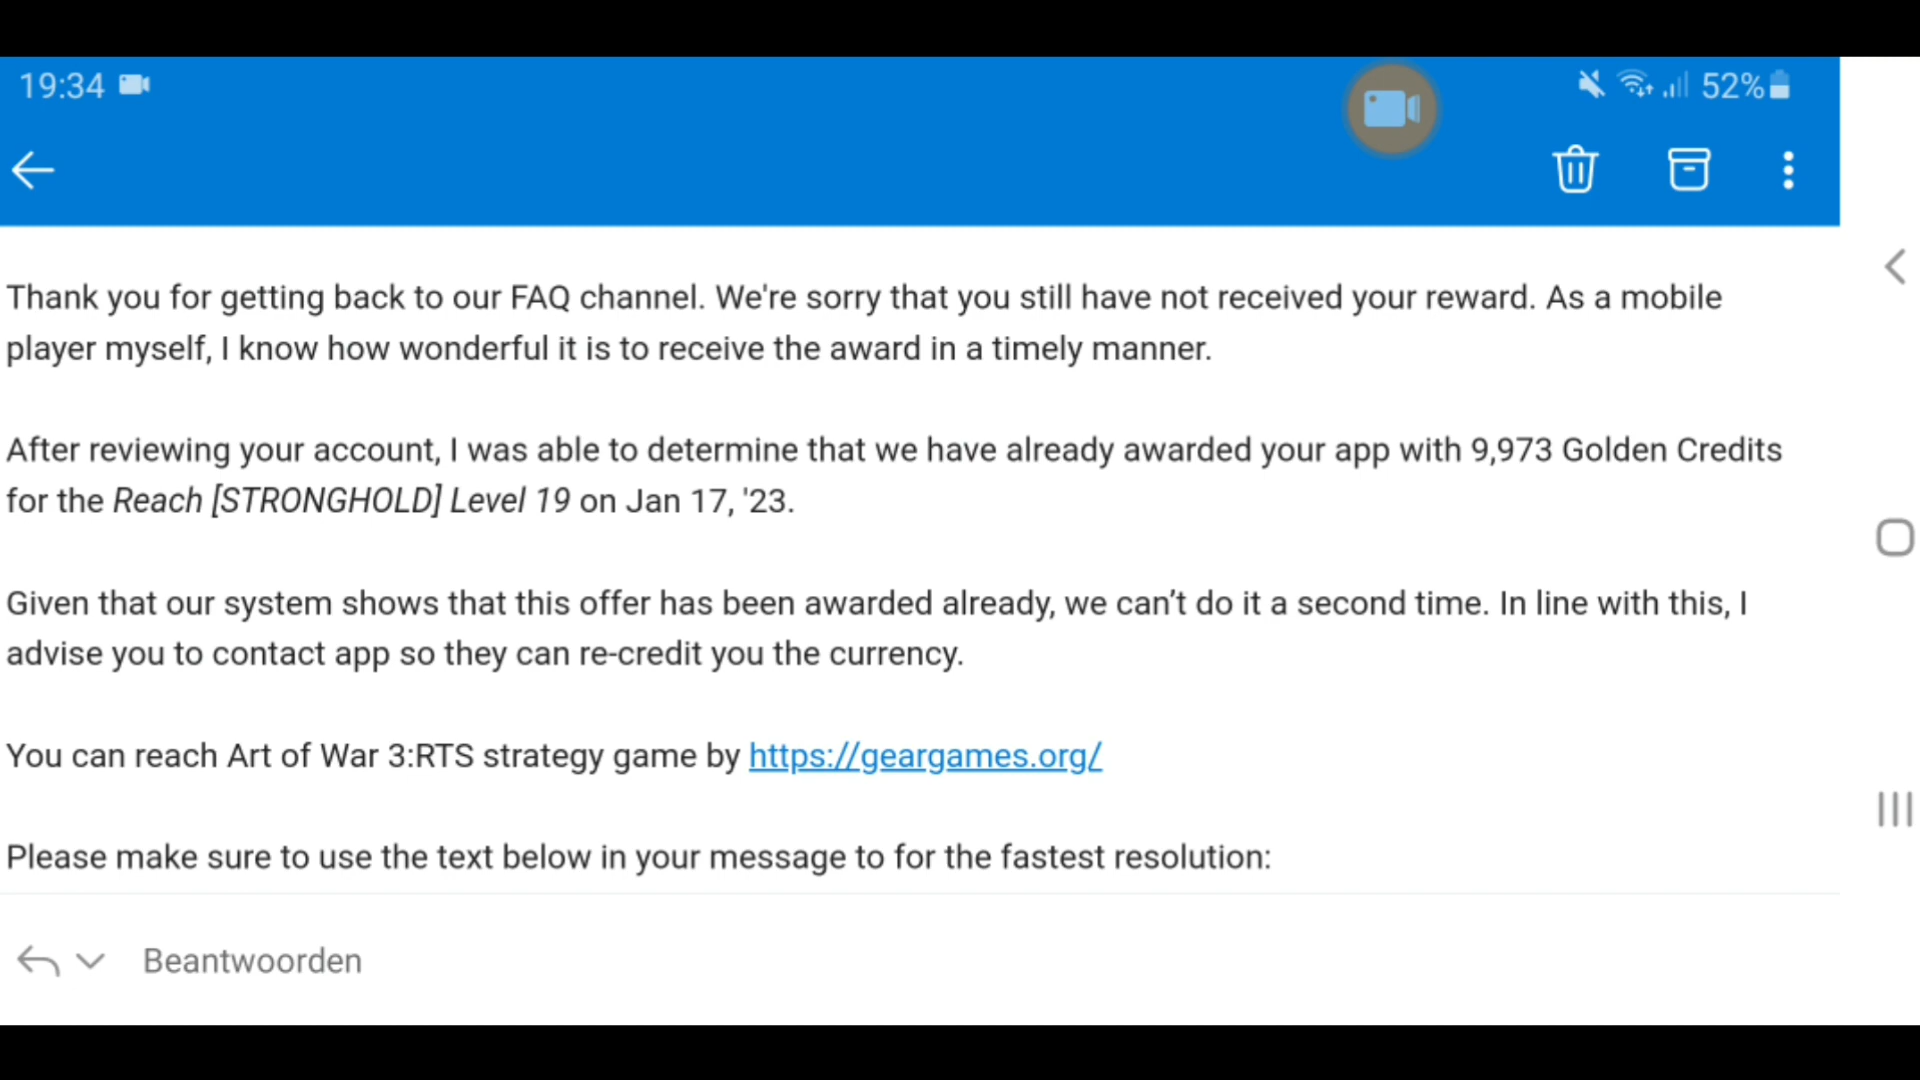 19:34
52%
Thank you for getting back to our FAQ channel. We're sorry that you still have not received your reward. As a mobile
player myself, I know how wonderful it is to receive the award in a timely manner.
After reviewing your account, I was able to determine that we have already awarded your app with 9,973 Golden Credits
for the Reach [STRONGHOLD] Level 19 on Jan 17, '23.
Given that our system shows that this offer has been awarded already, we can’t do it a second time. In line with this, I
advise you to contact app so they can re-credit you the currency.
You can reach Art of War 3:RTS strategy game by https://geargames.org/
Please make sure to use the text below in your message to for the fastest resolution:
Beantwoorden